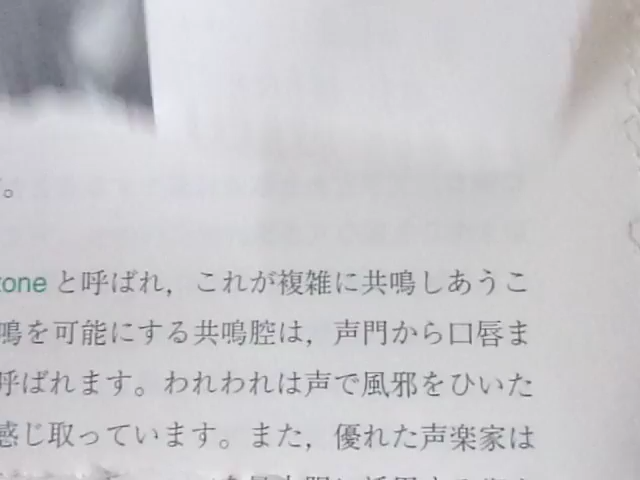 。
zone と呼ばれ，これが複雑に共鳴しあうこ
鳴を可能にする共鳴腔は，声門から口唇ま
呼ばれます。われわれは声で風邪をひいた
感じ取っています。また，優れた声楽家は